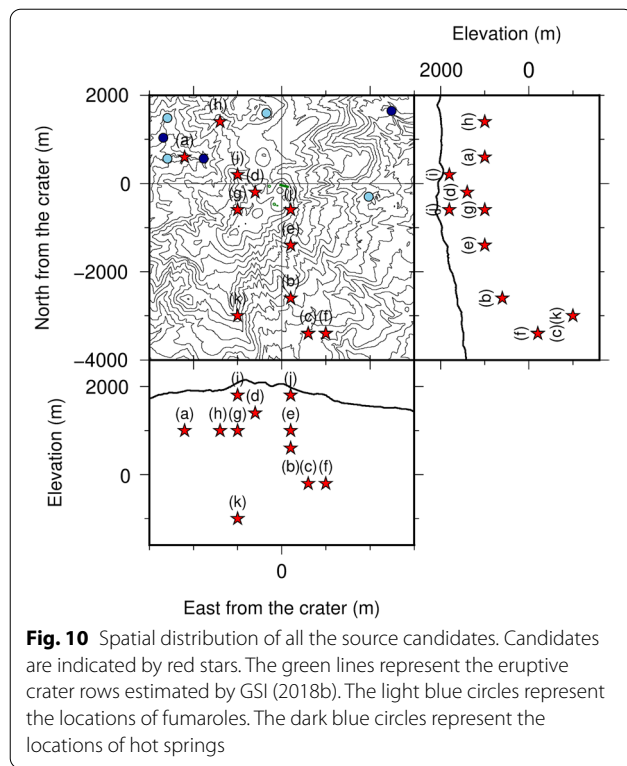 Elevation (m)
2000 0
2000
0
−2000
−4000
North from the crater (m)
(h)
(a)
(i)
(d)
(g)
(j)
(e)
(b)
(k)
(c) (f)
(h)
(a)
(i)
(d)
(j)
(g)
(e)
(b)
(f)
(c)(k)
2000
0
Elevation (m)
(i)
(j)
(d)
(a)
(h)(g)
(e)
(b)(c)(f)
(k)
0
East from the crater (m)
Fig. 10 Spatial distribution of all the source candidates. Candidates
are indicated by red stars. The green lines represent the eruptive
crater rows estimated by GSI (2018b). The light blue circles represent
the locations of fumaroles. The dark blue circles represent the
locations of hot springs